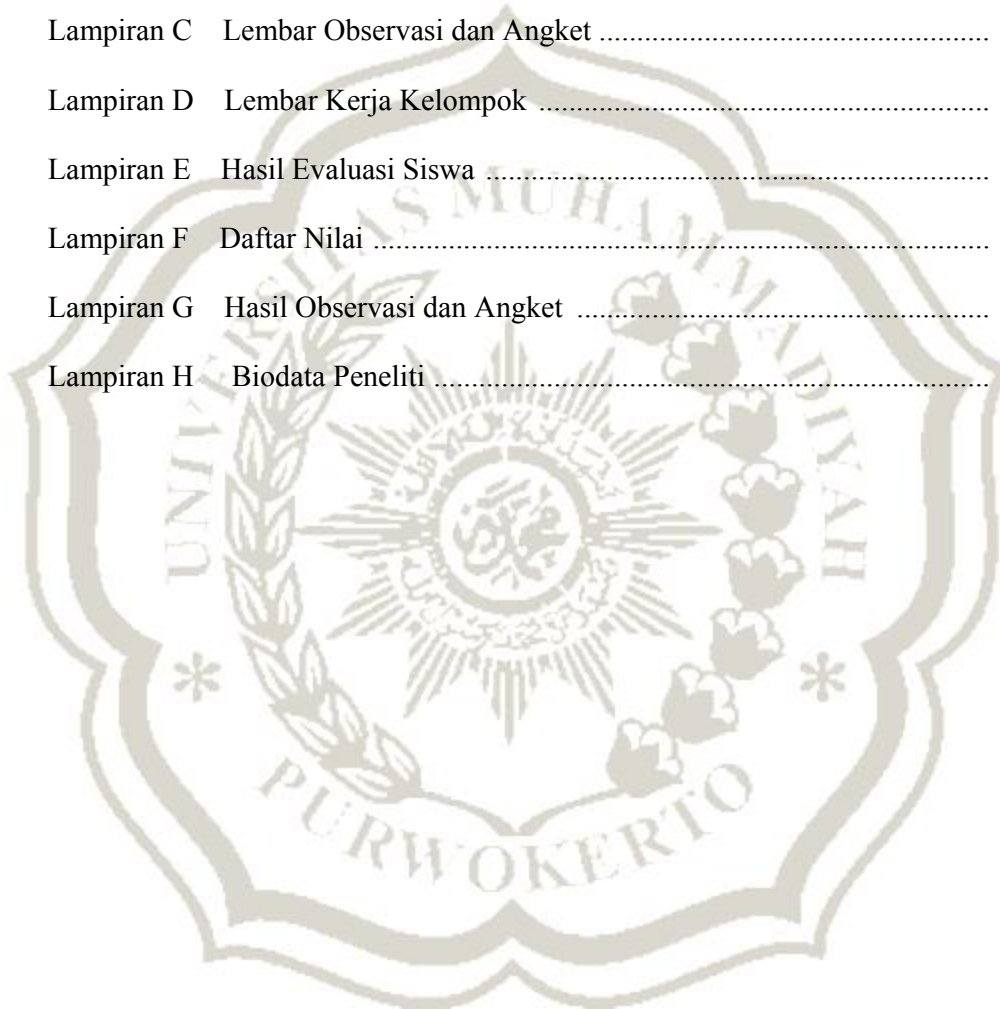 Lampiran C Lembar Observasi dan Angket ....................................................
Lampiran D Lembar Kerja Kelompok ............................................................
Lampiran E Hasil Evaluasi Siswa ...................................................................
Lampiran F Daftar Nilai ..................................................................................
Lampiran G Hasil Observasi dan Angket .......................................................
Lampiran H Biodata Peneliti ..........................................................................
UNIVERSITAS MUHAMMADIYAH
PURWOKERTO